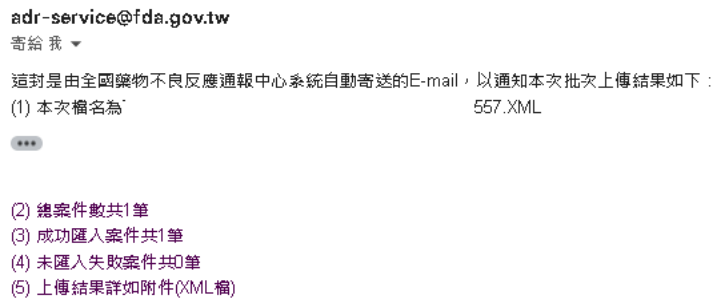 adr-service@fda.gov.tw
寄給 我
這封是由全國藥物不良反應通報中心系統自動寄送的E-mail，以通知本次批次上傳結果如下：
(1) 本次檔名為 557.XML
(2) 總案件數共1筆
(3) 成功匯入案件共1筆
(4) 未匯入失敗案件共0筆
(5) 上傳結果詳如附件(XML檔)